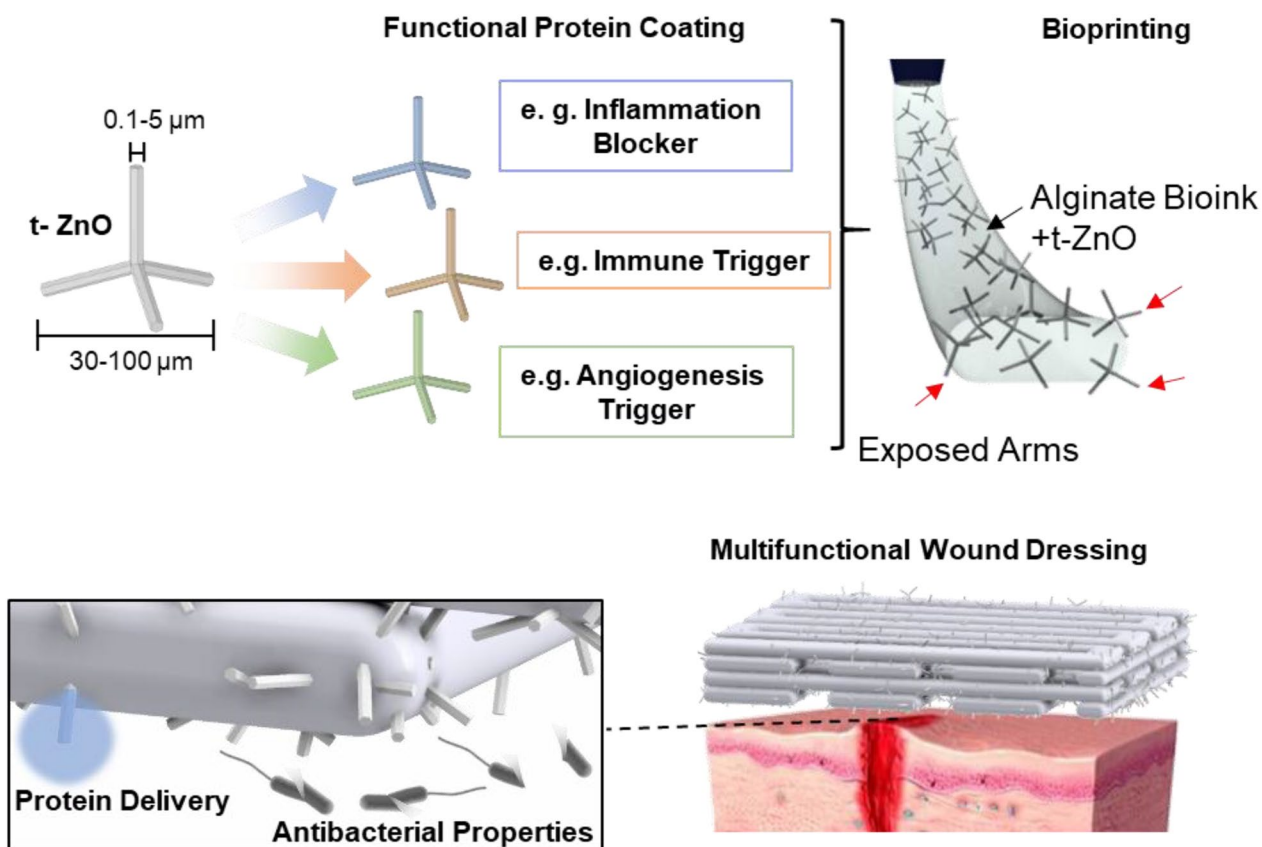 Functional Protein Coating
Bioprinting
0.1-5 µm
t- ZnO
30-100 µm
e. g. Inflammation
Blocker
e.g. Immune Trigger
e.g. Angiogenesis
Trigger
Alginate Bioink
+t-ZnO
Exposed Arms
Multifunctional Wound Dressing
Protein Delivery
Antibacterial Properties